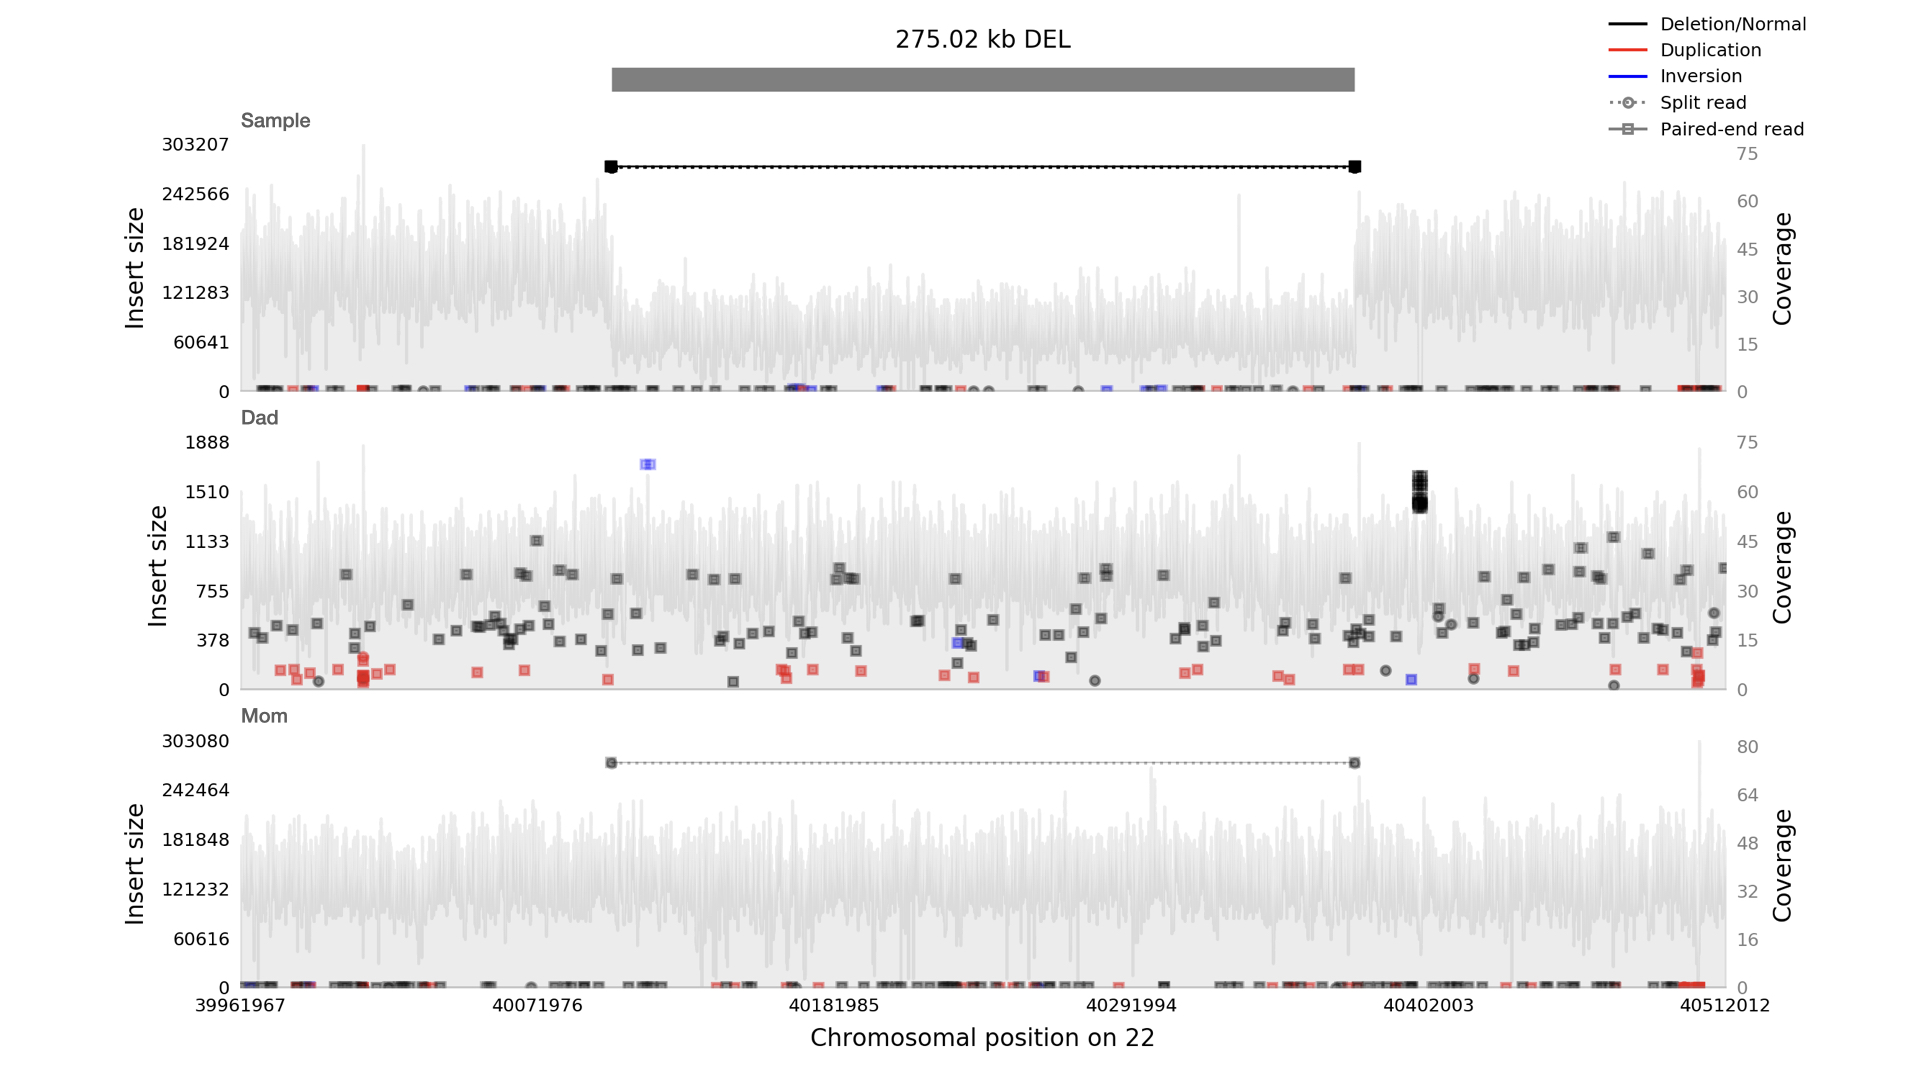 275.02 kb DEL
Deletion/Normal
Duplication
Inversion
Split read
Paired-end read
Sample
303207
242566
181924
121283
60641
0
Insert size
75
60
45
30
15
0
Coverage
Dad
1888
1510
1133
755
378
0
Insert size
75
60
45
30
15
0
Coverage
Mom
303080
242464
181848
121232
60616
0
Insert size
80
64
48
32
16
0
Coverage
39961967 40071976 40181985 40291994 40402003 40512012
Chromosomal position on 22